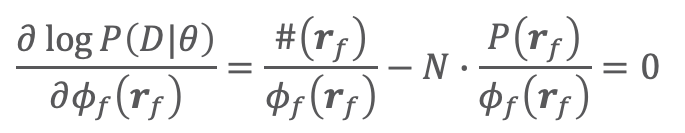 ∂ log P(D|θ) / ∂ϕ_f(𝒓_f) = #(𝒓_f) / ϕ_f(𝒓_f) − N · P(𝒓_f) / ϕ_f(𝒓_f) = 0